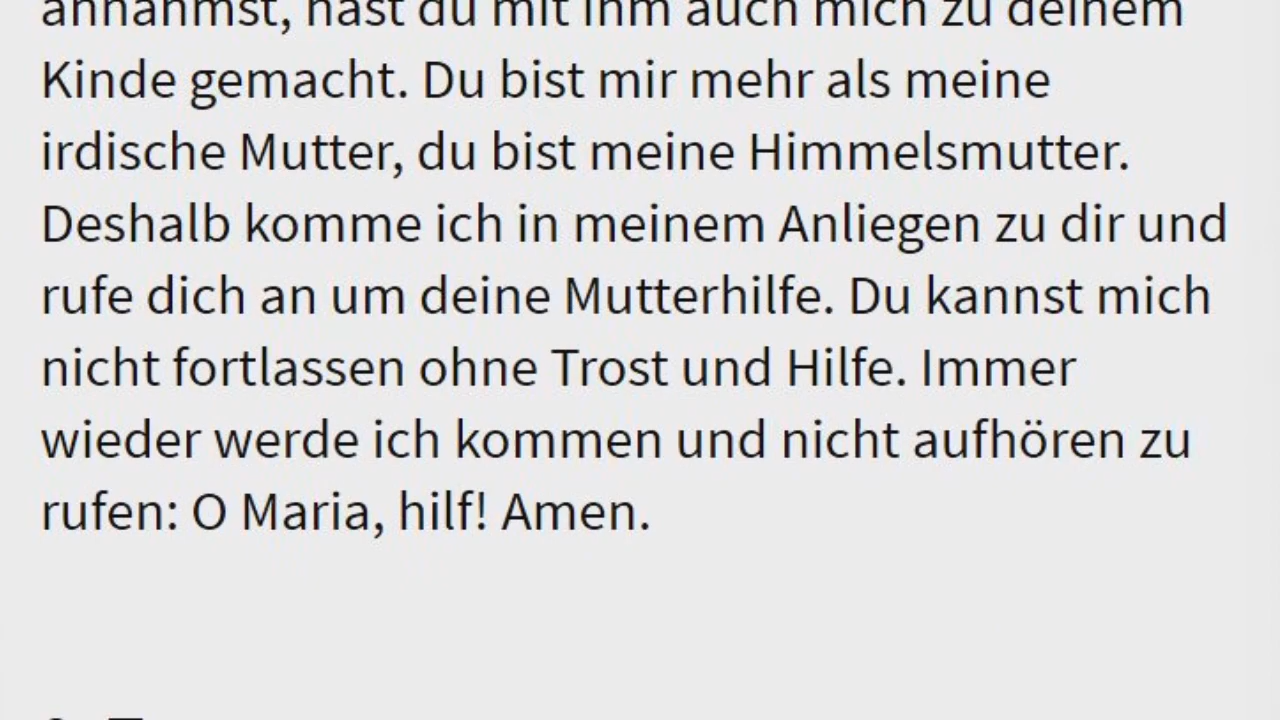 annahmst, hast du mit ihm auch mich zu deinem
Kinde gemacht. Du bist mir mehr als meine
irdische Mutter, du bist meine Himmelsmutter.
Deshalb komme ich in meinem Anliegen zu dir und
rufe dich an um deine Mutterhilfe. Du kannst mich
nicht fortlassen ohne Trost und Hilfe. Immer
wieder werde ich kommen und nicht aufhören zu
rufen: O Maria, hilf! Amen.